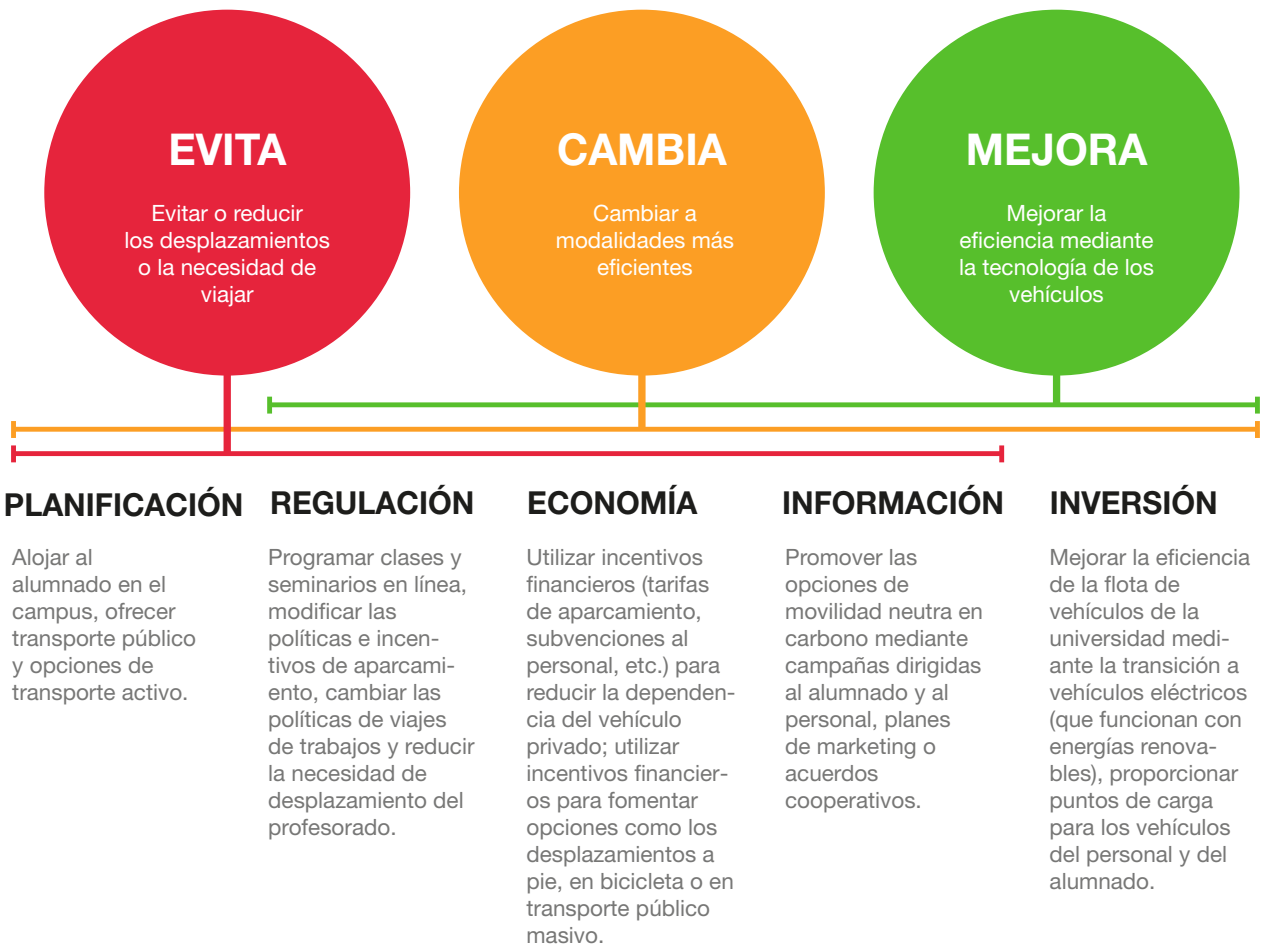 EVITA
Evitar o reducir
los desplazamientos
o la necesidad de
viajar
CAMBIA
Cambiar a
modalidades más
eficientes
MEJORA
Mejorar la
eficiencia mediante
la tecnología de los
vehículos
PLANIFICACIÓN
Alojar al
alumnado en el
campus, ofrecer
transporte público
y opciones de
transporte activo.
REGULACIÓN
Programar clases y
seminarios en línea,
modificar las
políticas e incen-
tivos de aparcami-
ento, cambiar las
políticas de viajes
de trabajos y reducir
la necesidad de
desplazamiento del
profesorado.
ECONOMÍA
Utilizar incentivos
financieros (tarifas
de aparcamiento,
subvenciones al
personal, etc.) para
reducir la dependen-
cia del vehículo
privado; utilizar
incentivos financier-
os para fomentar
opciones como los
desplazamientos a
pie, en bicicleta o en
transporte público
masivo.
INFORMACIÓN
Promover las
opciones de
movilidad neutra en
carbono mediante
campañas dirigidas
al alumnado y al
personal, planes
de marketing o
acuerdos
cooperativos.
INVERSIÓN
Mejorar la eficiencia
de la flota de
vehículos de la
universidad medi-
ante la transición a
vehículos eléctricos
(que funcionan con
energías renova-
bles), proporcionar
puntos de carga
para los vehículos
del personal y del
alumnado.